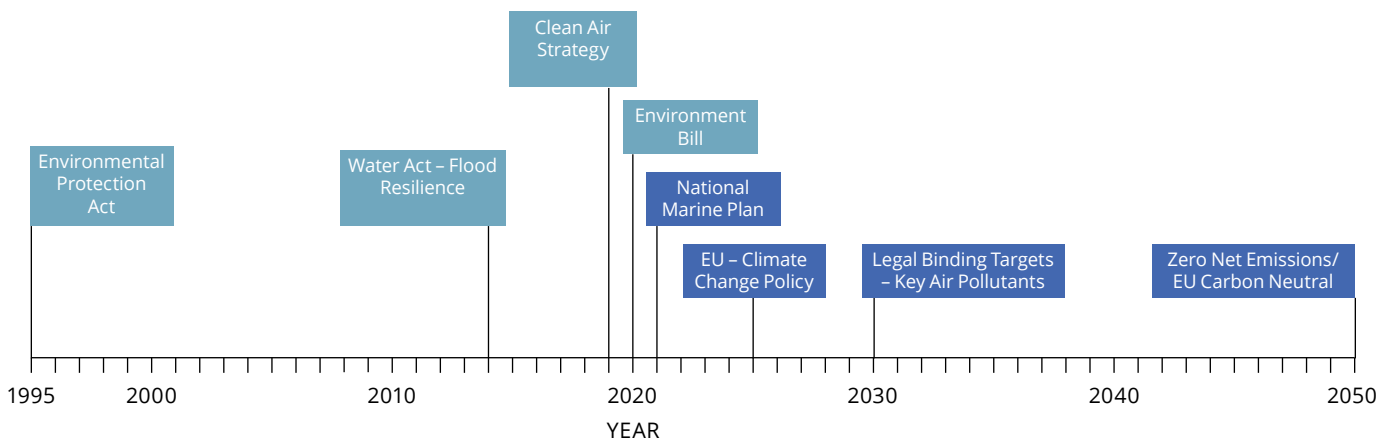 Clean Air
Strategy
Environment
Bill
Environmental
Protection
Act
Water Act – Flood
Resilience
National
Marine Plan
EU – Climate
Change Policy
Legal Binding Targets
– Key Air Pollutants
Zero Net Emissions/
EU Carbon Neutral
1995 2000 2010 2020 2030 2040 2050
YEAR